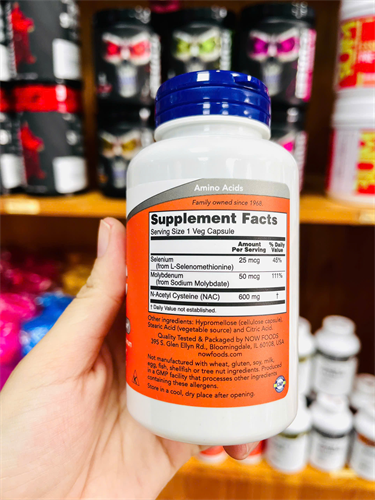 Amino Acids
Family owned since 1968.
Supplement Facts
Serving Size 1 Veg Capsule
Amount Per Serving % Daily Value
Selenium 25 mcg 45%
(from L-Selenomethionine)
Molybdenum 50 mcg 111%
(from Sodium Molybdate)
N-Acetyl Cysteine (NAC) 600 mg †
† Daily Value not established.
Other ingredients: Hypromellose (cellulose capsule),
Stearic Acid (vegetable source) and Citric Acid.
Quality Tested & Packaged by NOW FOODS
395 S. Glen Ellyn Rd., Bloomingdale, IL 60108, USA
nowfoods.com
Not manufactured with wheat, gluten, soy, milk,
egg, fish, shellfish or tree nut ingredients. Produced
in a GMP facility that processes other ingredients
containing these allergens.
Store in a cool, dry place after opening.